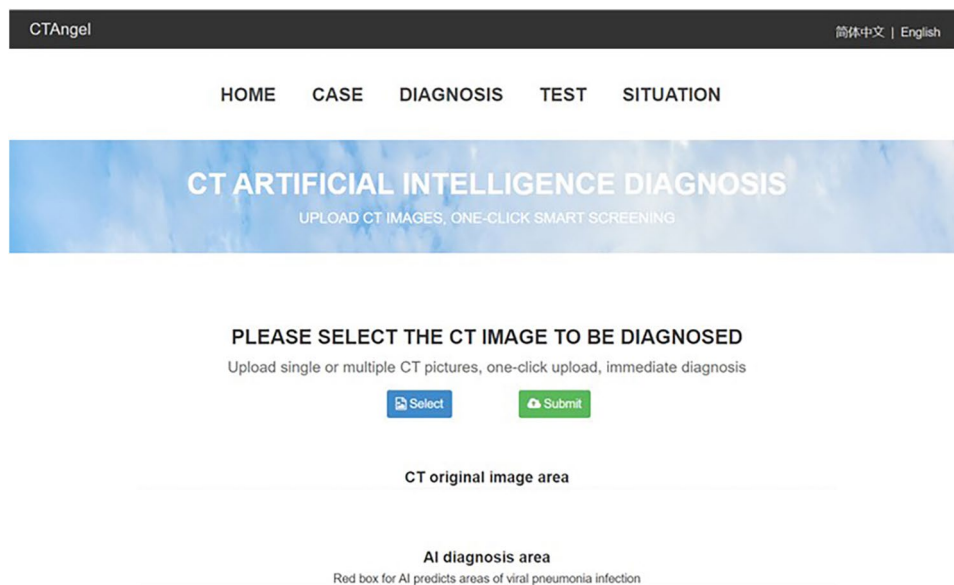 CTAngel
简体中文 | English
HOME CASE DIAGNOSIS TEST SITUATION
CT ARTIFICIAL INTELLIGENCE DIAGNOSIS
UPLOAD CT IMAGES, ONE-CLICK SMART SCREENING
PLEASE SELECT THE CT IMAGE TO BE DIAGNOSED
Upload single or multiple CT pictures, one-click upload, immediate diagnosis
Select Submit
CT original image area
AI diagnosis area
Red box for AI predicts areas of viral pneumonia infection